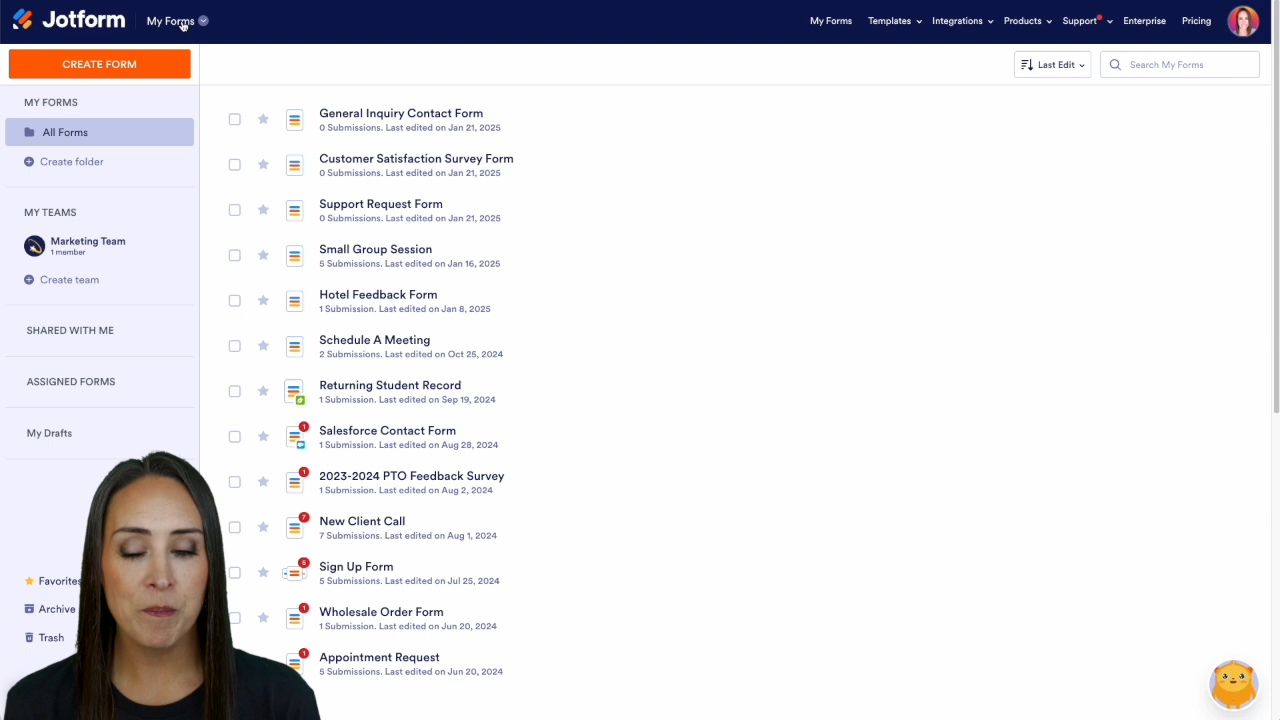 Jotform
My Forms
My Forms
Templates
Integrations
Products
Support
Enterprise
Pricing
CREATE FORM
Last Edit
Search My Forms
MY FORMS
All Forms
Create folder
MY TEAMS
Marketing Team
1 member
Create team
SHARED WITH ME
ASSIGNED FORMS
My Drafts
Favorites
Archive
Trash
General Inquiry Contact Form
0 Submissions. Last edited on Jan 21, 2025
Customer Satisfaction Survey Form
0 Submissions. Last edited on Jan 21, 2025
Support Request Form
0 Submissions. Last edited on Jan 21, 2025
Small Group Session
5 Submissions. Last edited on Jan 16, 2025
Hotel Feedback Form
1 Submission. Last edited on Jan 8, 2025
Schedule A Meeting
2 Submissions. Last edited on Oct 25, 2024
Returning Student Record
1 Submission. Last edited on Sep 19, 2024
1
Salesforce Contact Form
1 Submission. Last edited on Aug 28, 2024
1
2023-2024 PTO Feedback Survey
1 Submission. Last edited on Aug 2, 2024
7
New Client Call
7 Submissions. Last edited on Aug 1, 2024
5
Sign Up Form
5 Submissions. Last edited on Jul 25, 2024
1
Wholesale Order Form
1 Submission. Last edited on Jun 20, 2024
1
Appointment Request
5 Submissions. Last edited on Jun 20, 2024